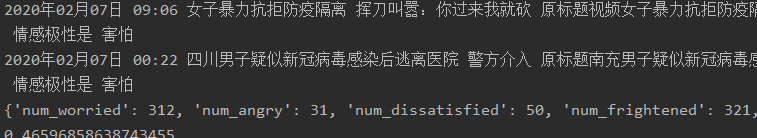 2020年02月07日 09:06 女子暴力抗拒防疫隔离 挥刀叫嚣：你过来我就砍 原标题视频女子暴力抗拒防疫隔
情感极性是 害怕
2020年02月07日 00:22 四川男子疑似新冠病毒感染后逃离医院 警方介入 原标题南充男子疑似新冠病毒感
情感极性是 害怕
{'num_worried': 312, 'num_angry': 31, 'num_dissatisfied': 50, 'num_frightened': 321,
0.46596858638743455